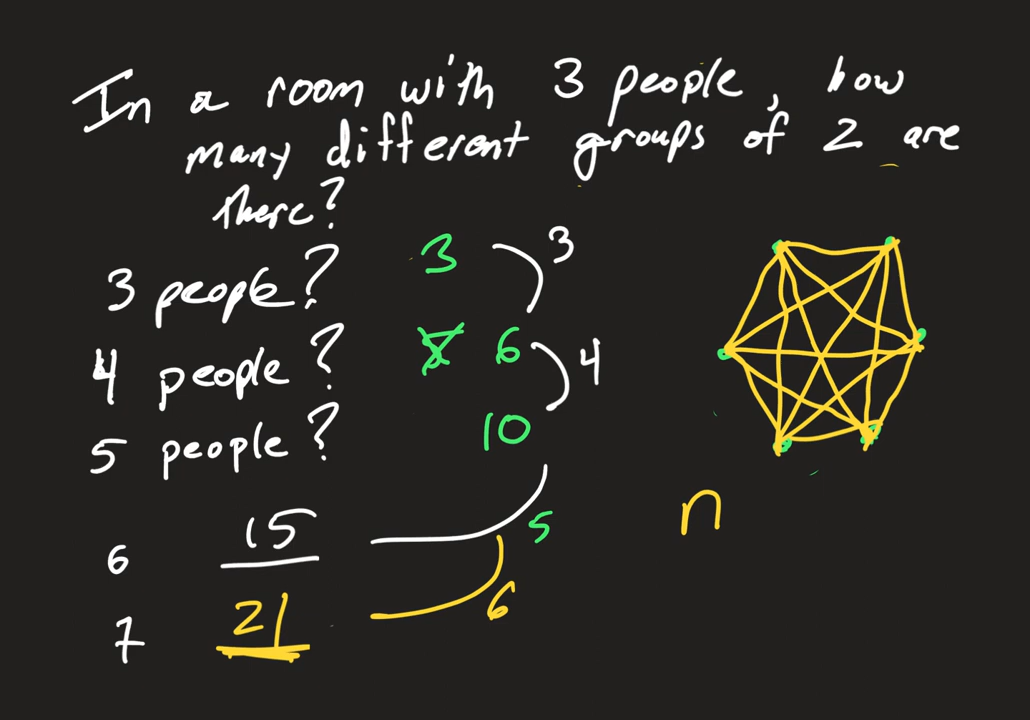 In a room with 3 people, how
many different groups of 2 are
there?
3 people? 3 3
4 people? 6 4
5 people? 10
6 15 5
7 21 6
n